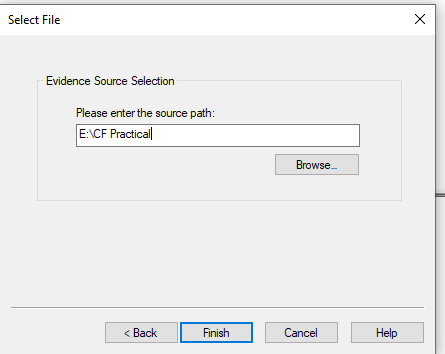 Select File
Evidence Source Selection
Please enter the source path:
E:\CF Practical
Browse...
< Back
Finish
Cancel
Help